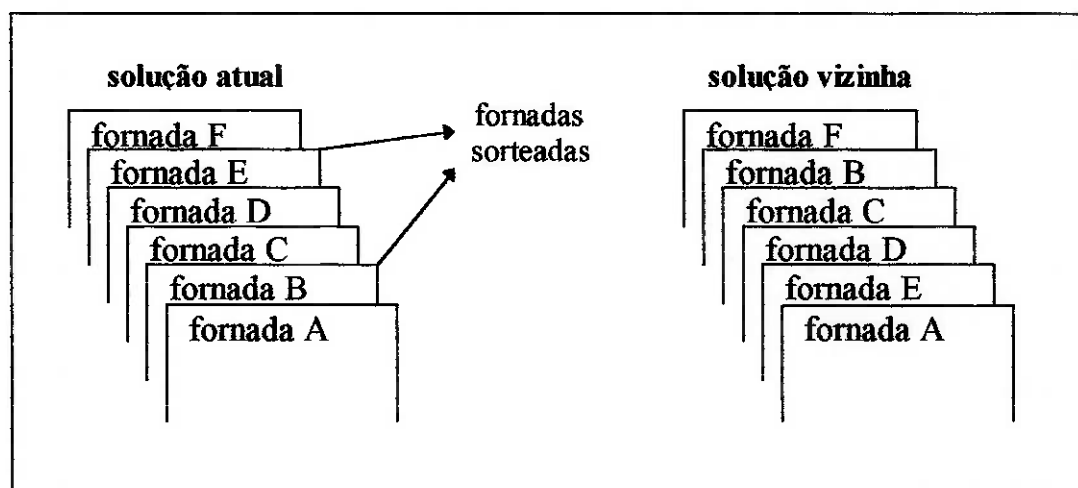 solução atual
fornada F
fornada E
fornada D
fornada C
fornada B
fornada A
fornadas
sorteadas
solução vizinha
fornada F
fornada B
fornada C
fornada D
fornada E
fornada A